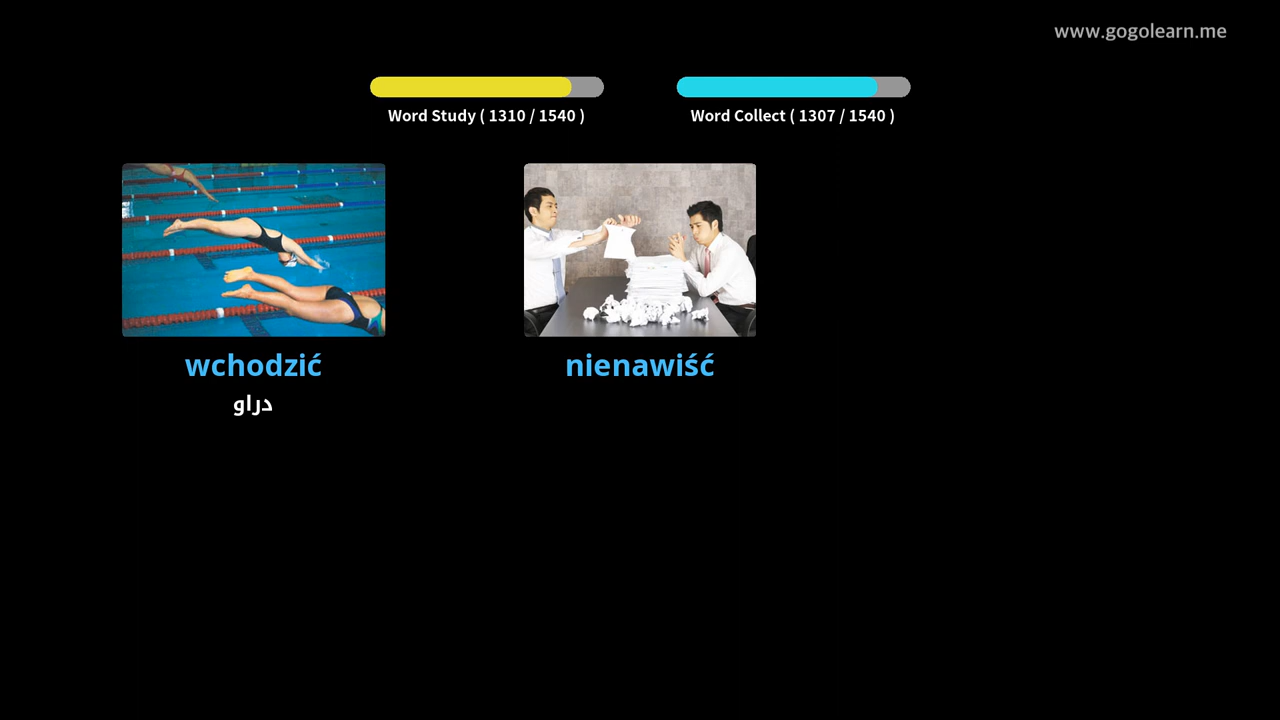 www.gogolearn.me
Word Study ( 1310 / 1540 )
Word Collect ( 1307 / 1540 )
wchodzić
دراو
nienawiść